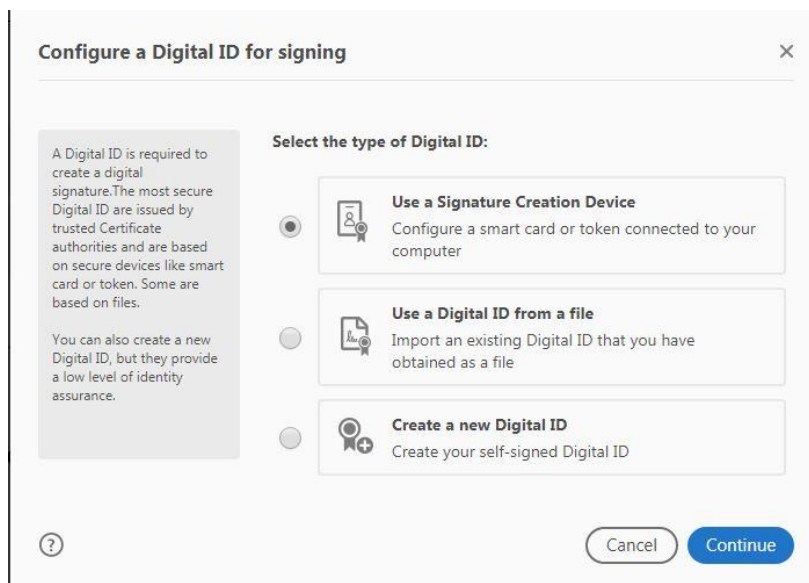 Configure a Digital ID for signing
A Digital ID is required to
create a digital
signature.The most secure
Digital ID are issued by
trusted Certificate
authorities and are based
on secure devices like smart
card or token. Some are
based on files.
You can also create a new
Digital ID, but they provide
a low level of identity
assurance.
Select the type of Digital ID:
Use a Signature Creation Device
Configure a smart card or token connected to your
computer
Use a Digital ID from a file
Import an existing Digital ID that you have
obtained as a file
Create a new Digital ID
Create your self-signed Digital ID
?
Cancel
Continue